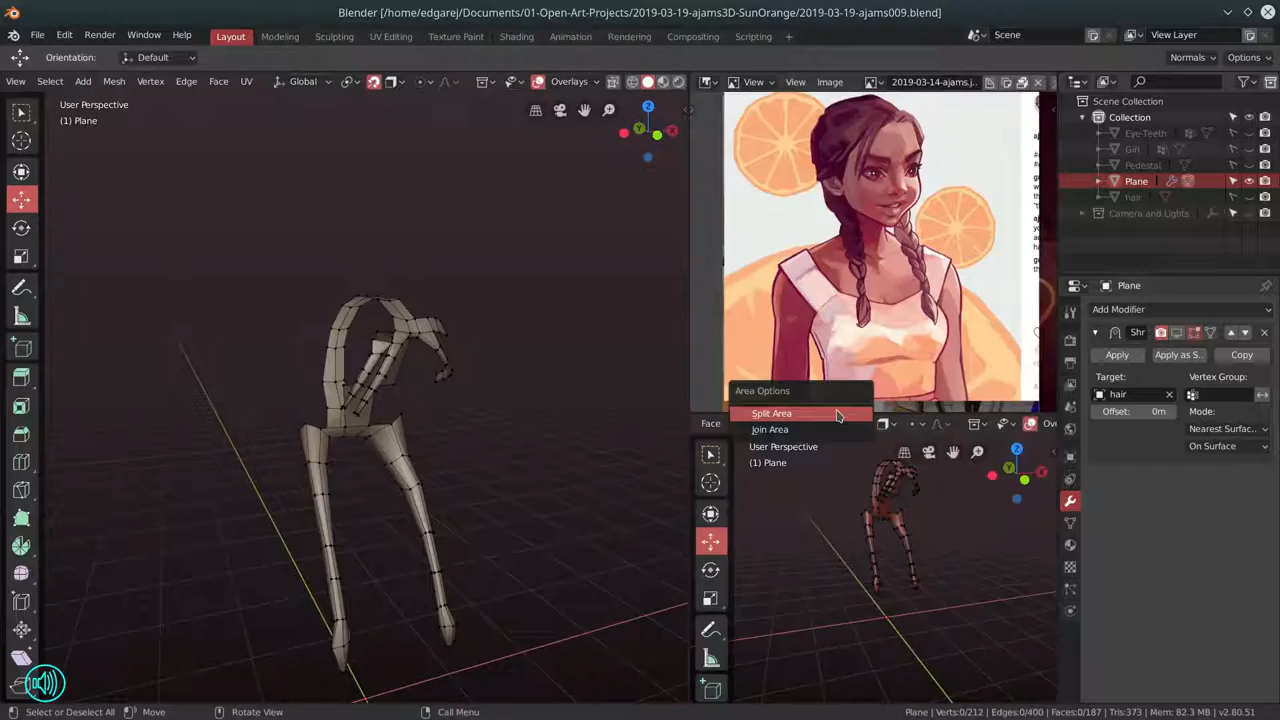 Blender [/home/edgarej/Documents/01-Open-Art-Projects/2019-03-19-ajams3D-SunOrange/2019-03-19-ajams009.blend]
File Edit Render Window Help Layout Modeling Sculpting UV Editing Texture Paint Shading Animation Rendering Compositing Scripting + Scene View Layer
Orientation: Default Normals Options
View Select Add Mesh Vertex Edge Face UV Global Overlays View View Image 2019-03-14-ajams.j..
User Perspective
(1) Plane
Scene Collection
Collection
Eye-Teeth
Girl
Pedestal
Plane
hair
Camera and Lights
Plane
Add Modifier
Shr
Apply Apply as S.. Copy
Target: Vertex Group:
hair
Offset: 0m Mode:
Nearest Surfac..
On Surface
Area Options
Split Area
Join Area
Face Ov
User Perspective
(1) Plane
Select or Deselect All Move Rotate View Call Menu Plane | Verts:0/212 | Edges:0/400 | Faces:0/187 | Tris:373 | Mem: 82.3 MB | v2.80.51